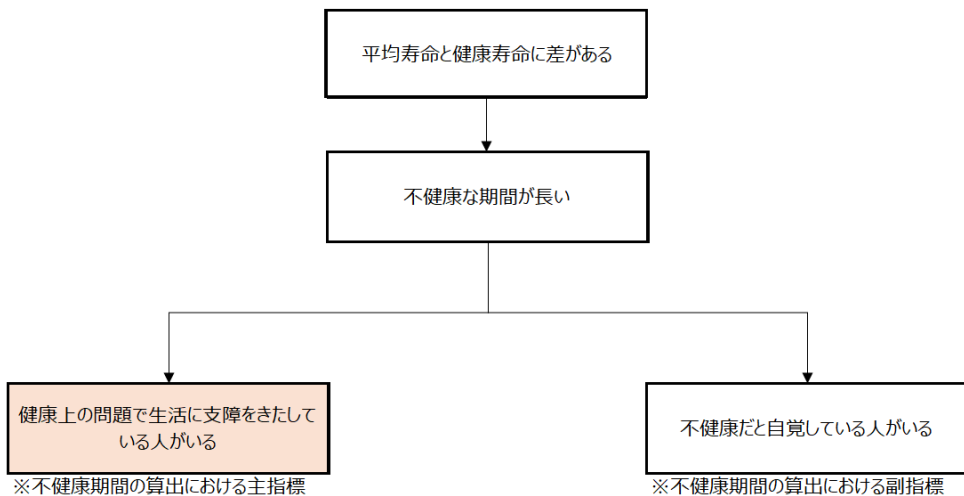 平均寿命と健康寿命に差がある
不健康な期間が長い
健康上の問題で生活に支障をきたして
いる人がいる
不健康だと自覚している人がいる
※不健康期間の算出における主指標
※不健康期間の算出における副指標